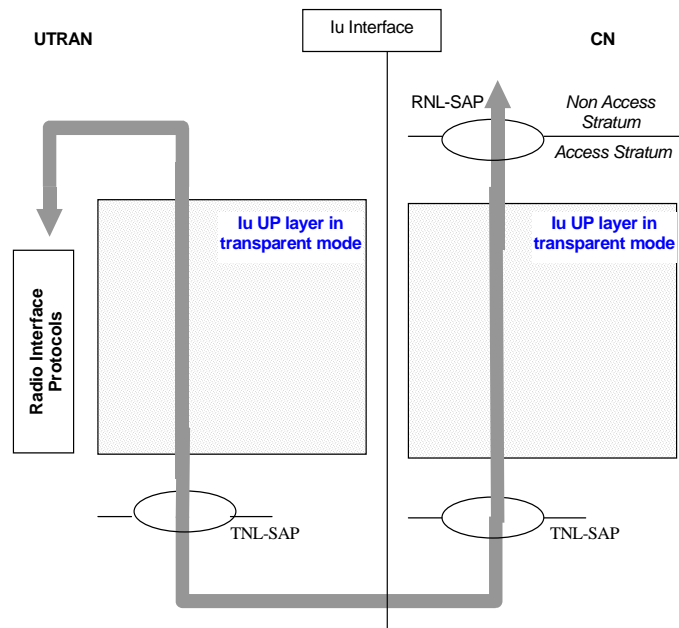 UTRAN
Iu Interface
CN
RNL-SAP
Non Access
Stratum
Access Stratum
Iu UP layer in
transparent mode
Iu UP layer in
transparent mode
Radio Interface
Protocols
TNL-SAP
TNL-SAP